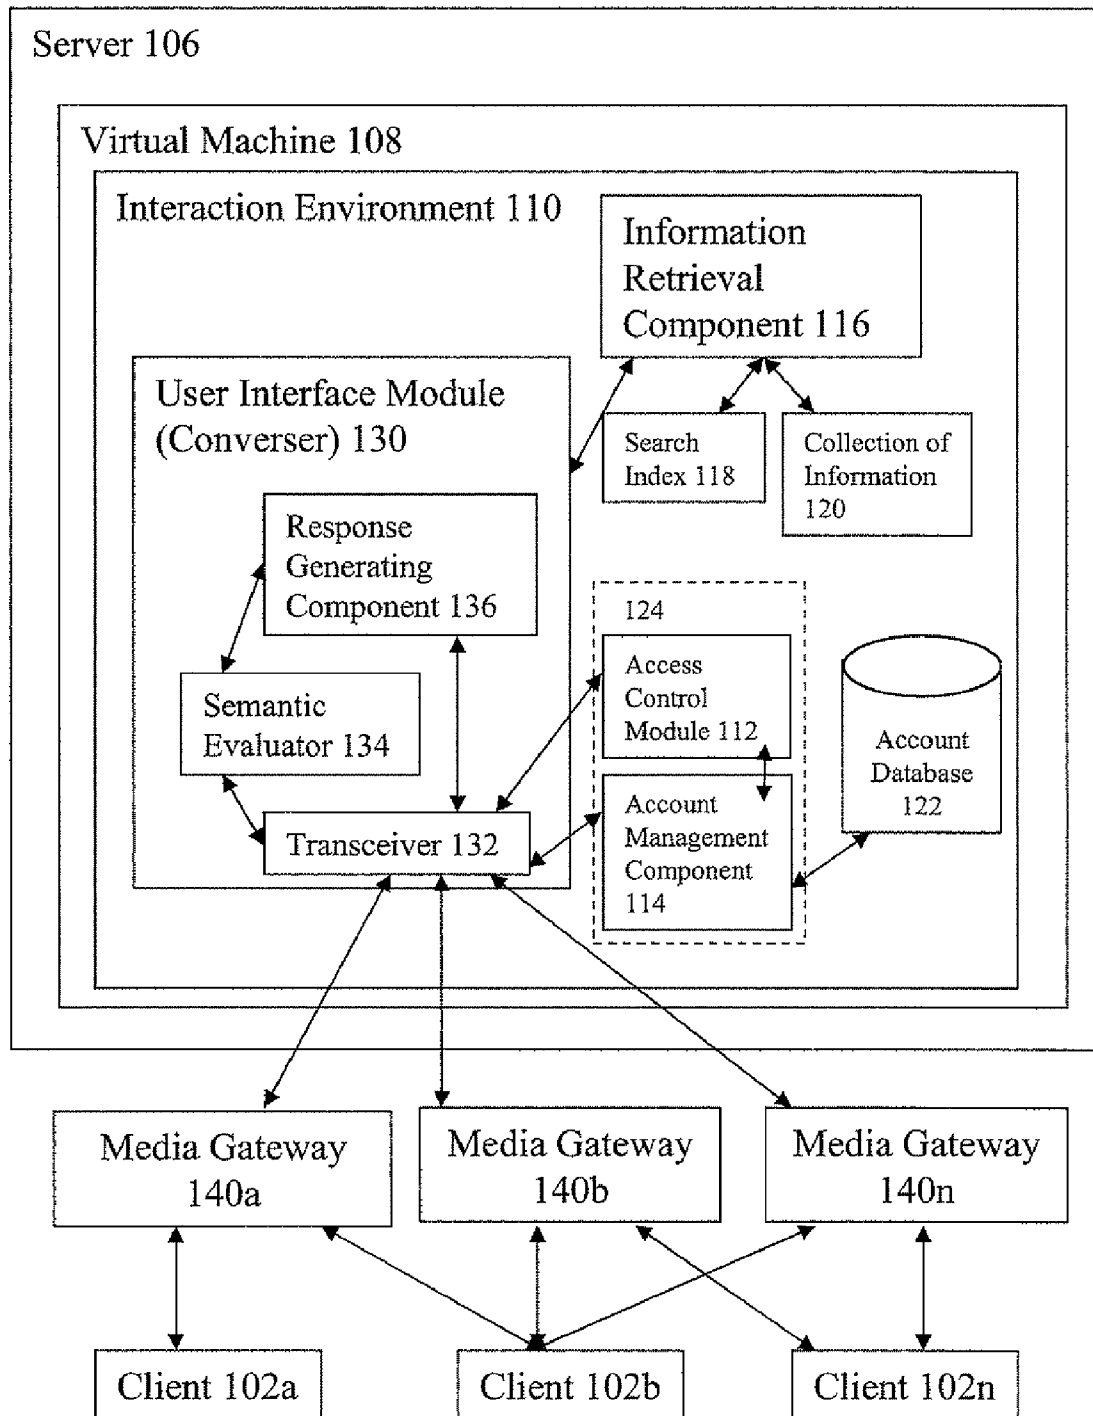 Server 106
Virtual Machine 108
Interaction Environment 110
Information
Retrieval
Component 116
User Interface Module
(Converser) 130
Search
Index 118
Collection of
Information
120
Response
Generating
Component 136
124
Access
Control
Module 112
Semantic
Evaluator 134
Account
Database
122
Account
Management
Component
114
Transceiver 132
Media Gateway
140a
Media Gateway
140b
Media Gateway
140n
Client 102a
Client 102b
Client 102n